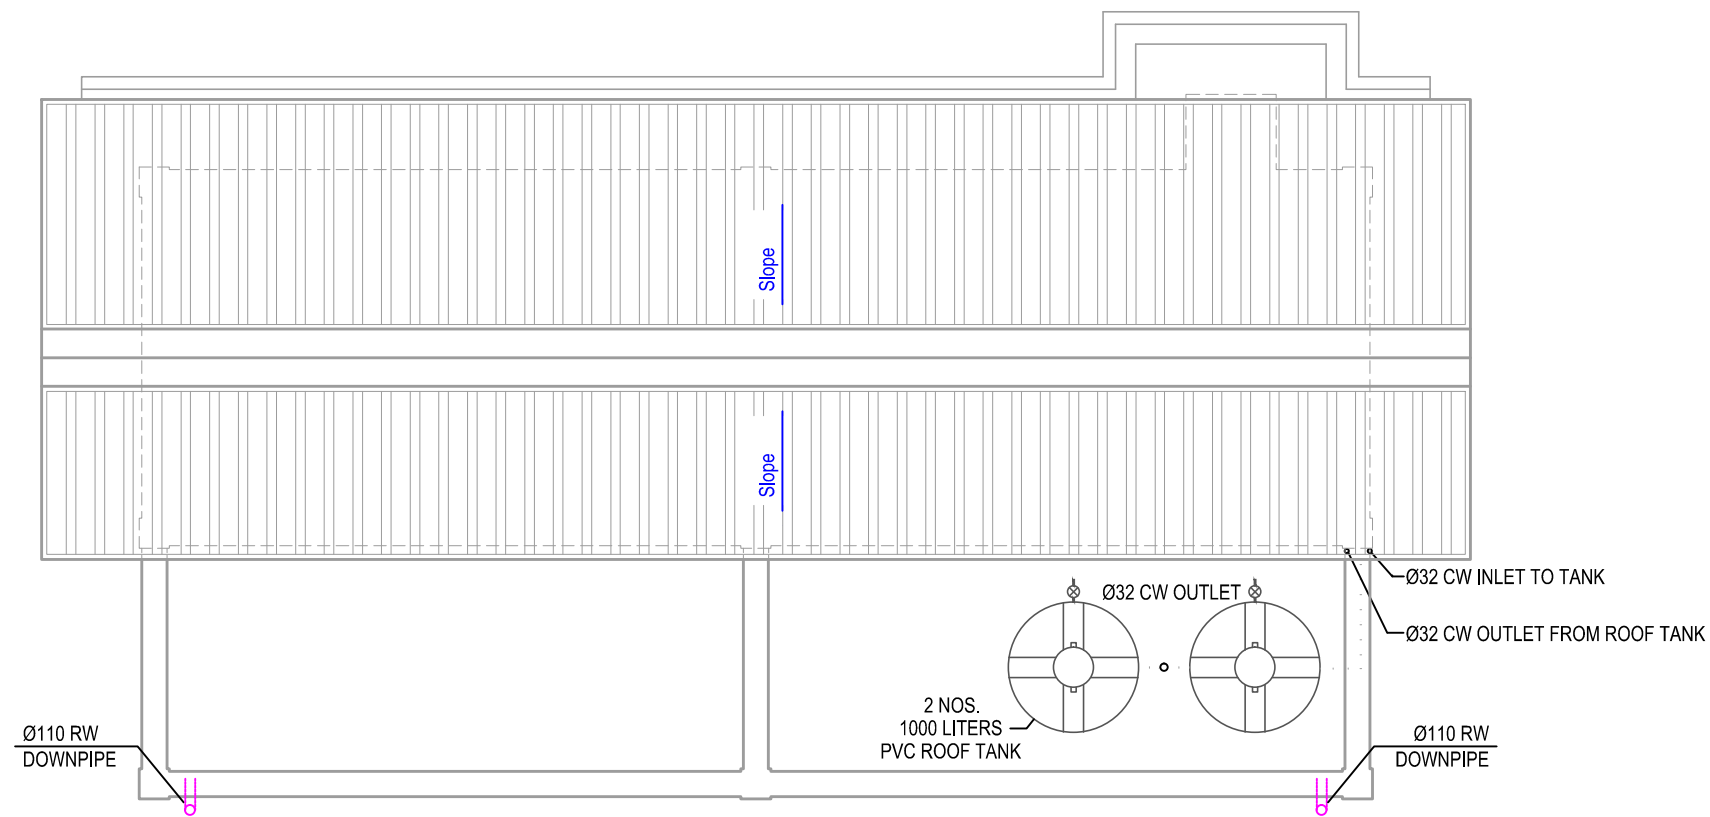 Slope
Slope
Ø32 CW OUTLET
Ø32 CW INLET TO TANK
Ø32 CW OUTLET FROM ROOF TANK
2 NOS.
1000 LITERS
PVC ROOF TANK
Ø110 RW
DOWNPIPE
Ø110 RW
DOWNPIPE